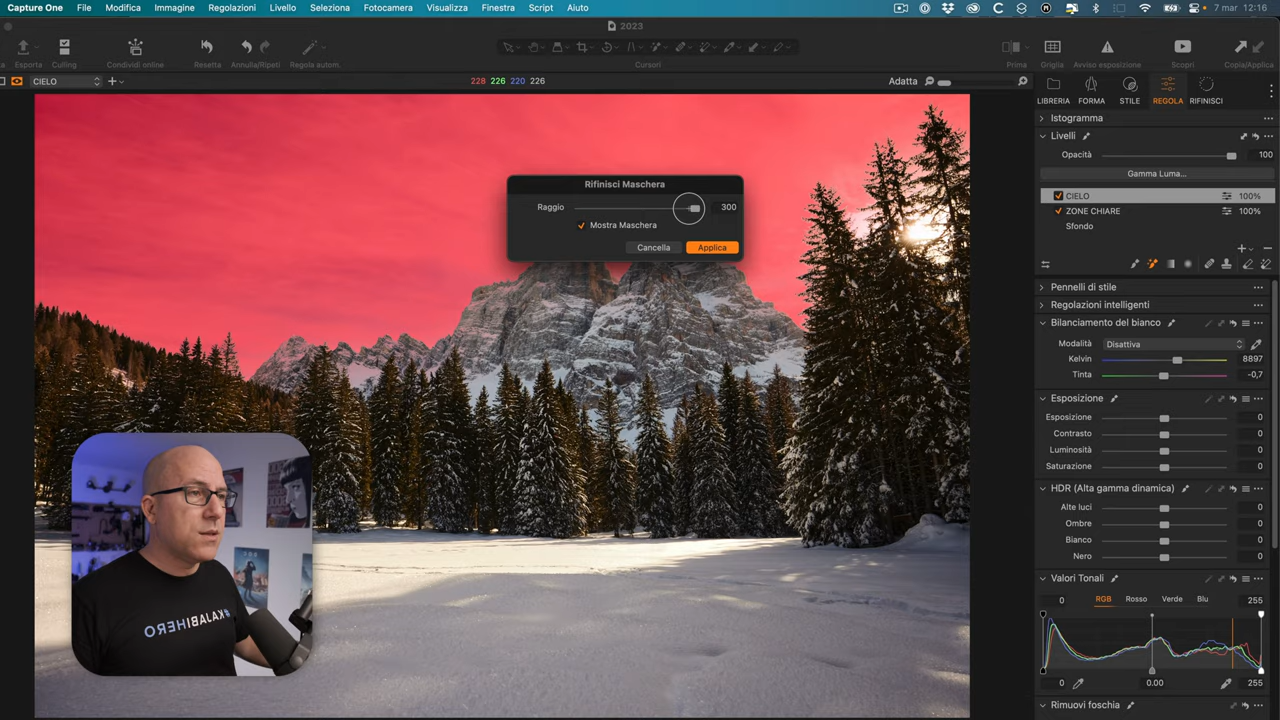 Capture One File Modifica Immagine Regolazioni Livello Seleziona Fotocamera Visualizza Finestra Script Aiuto 7 mar 12:16
2023
Esporta Culling Condividi online Resetta Annulla/Ripeti Regola autom. Cursori Prima Griglia Avviso esposizione Scopri Copia/Applica
CIELO 228 226 220 226 Adatta
LIBRERIA FORMA STILE REGOLA RIFINISCI
Istogramma
Livelli
Opacità 100
Gamma Luma...
CIELO 100%
ZONE CHIARE 100%
Sfondo
Rifinisci Maschera
Raggio 300
Mostra Maschera
Cancella Applica
Pennelli di stile
Regolazioni intelligenti
Bilanciamento del bianco
Modalità Disattiva
Kelvin 8897
Tinta -0,7
Esposizione
Esposizione 0
Contrasto 0
Luminosità 0
Saturazione 0
HDR (Alta gamma dinamica)
Alte luci 0
Ombre 0
Bianco 0
Nero 0
Valori Tonali
0 RGB Rosso Verde Blu 255
0 0.00 255
Rimuovi foschia
#KAJABIHERO